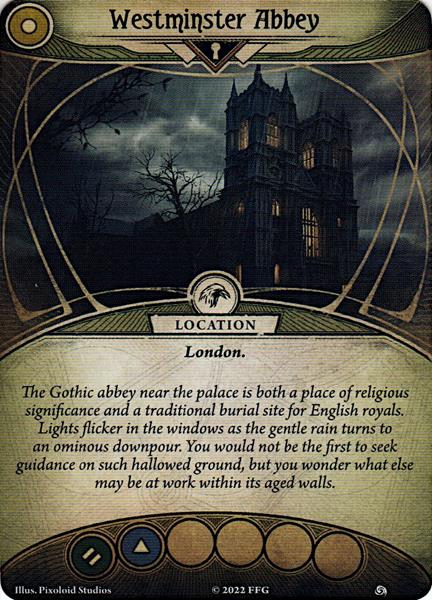 Westminster Abbey
LOCATION
London.
The Gothic abbey near the palace is both a place of religious
significance and a traditional burial site for English royals.
Lights flicker in the windows as the gentle rain turns to
an ominous downpour. You would not be the first to seek
guidance on such hallowed ground, but you wonder what else
may be at work within its aged walls.
Illus. Pixoloid Studios
© 2022 FFG